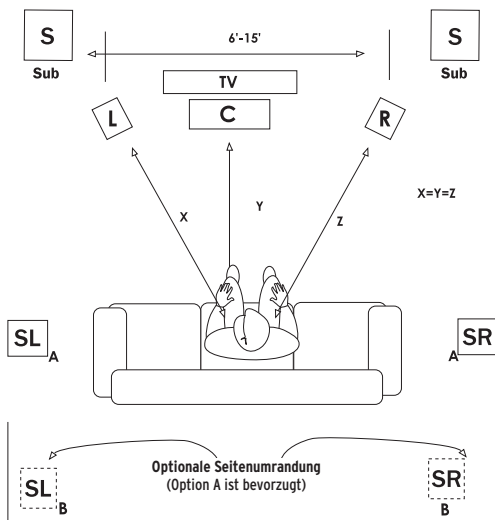 S
6'-15'
S
Sub
Sub
TV
L
C
R
X
Y
Z
X=Y=Z
SL
A
A
SR
Optionale Seitenumrandung
(Option A ist bevorzugt)
SL
B
SR
B